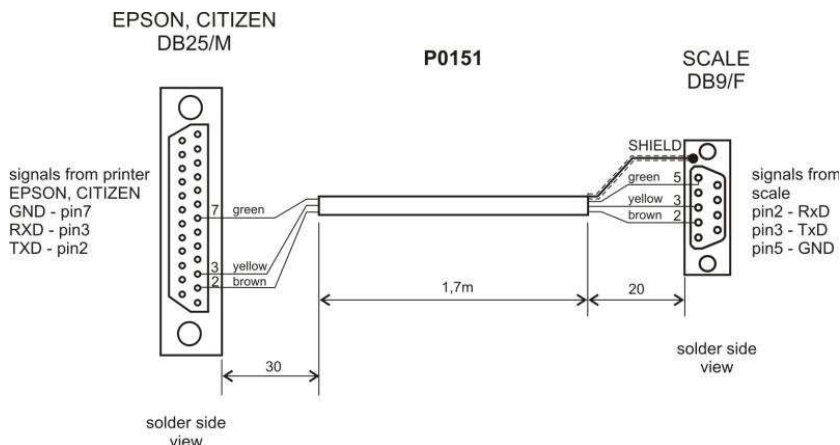 EPSON, CITIZEN
DB25/M
P0151
SCALE
DB9/F
signals from printer
EPSON, CITIZEN
GND - pin7
RXD - pin3
TXD - pin2
7 green
3 yellow
2 brown
SHIELD
green 5
yellow 3
brown 2
signals from
scale
pin2 - RxD
pin3 - TxD
pin5 - GND
1,7m
20
30
solder side
view
solder side
view